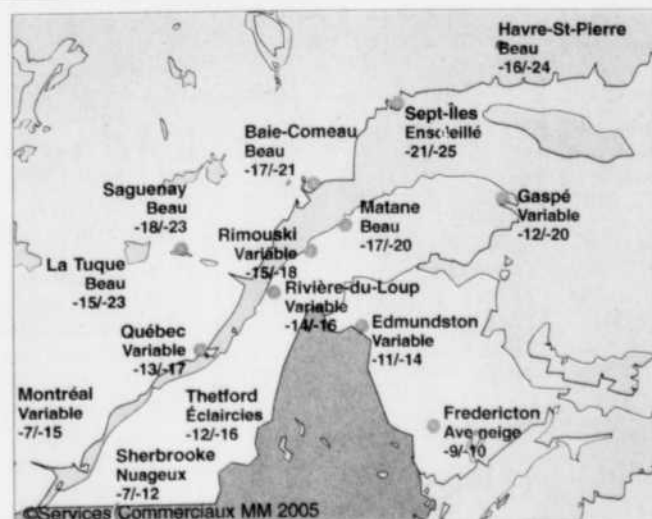 Havre-St-Pierre
Beau
-16/-24
Sept-Îles
Ensoleillé
-21/-25
Baie-Comeau
Beau
-17/-21
Saguenay
Beau
-18/-23
Gaspé
Variable
-12/-20
Matane
Beau
-17/-20
Rimouski
Variable
-15/-18
La Tuque
Beau
-15/-23
Rivière-du-Loup
Variable
-14/-16
Edmundston
Variable
-11/-14
Québec
Variable
-13/-17
Montréal
Variable
-7/-15
Thetford
Éclaircies
-12/-16
Fredericton
Ave neige
-9/-10
Sherbrooke
Nuageux
-7/-12
©Services Commerciaux MM 2005